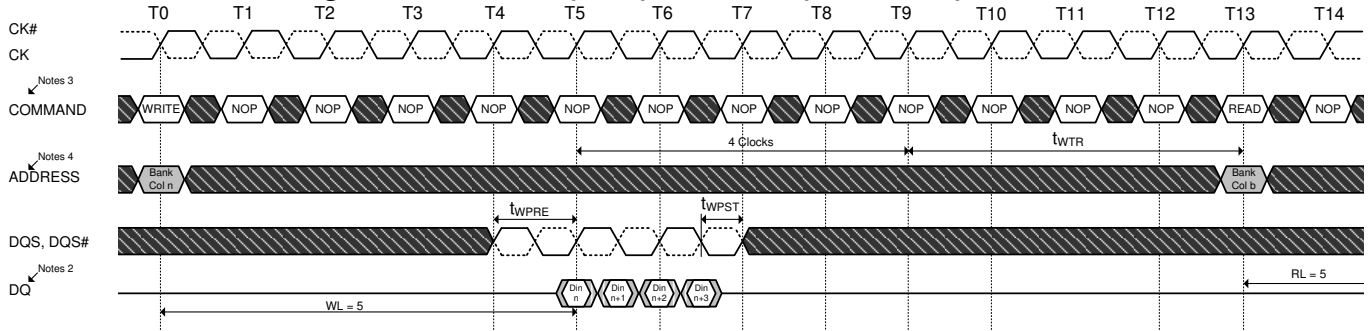 T0 T1 T2 T3 T4 T5 T6 T7 T8 T9 T10 T11 T12 T13 T14
CK#
CK
Notes 3
COMMAND WRITE NOP NOP NOP NOP NOP NOP NOP NOP NOP NOP NOP NOP READ NOP
4 Clocks tWTR
Notes 4
ADDRESS Bank Col n Bank Col b
tWPRE tWPST
DQS, DQS#
Notes 2
DQ Din n Din n+1 Din n+2 Din n+3
RL = 5
WL = 5